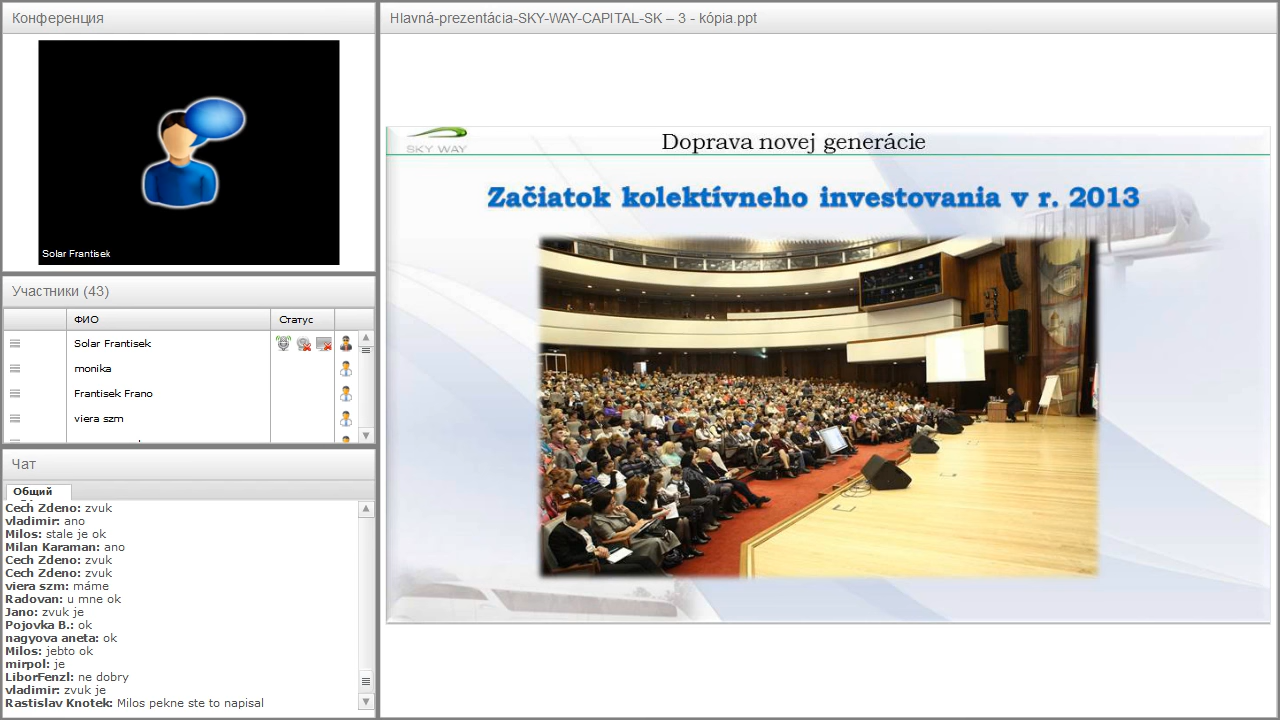 Конференция
Solar Frantisek
Участники (43)
ФИО Статус
Solar Frantisek
monika
Frantisek Frano
viera szm
Чат
Общий
Cech Zdeno: zvuk
vladimir: ano
Milos: stale je ok
Milan Karaman: ano
Cech Zdeno: zvuk
Cech Zdeno: zvuk
viera szm: máme
Radovan: u mne ok
Jano: zvuk je
Pojovka B.: ok
nagyova aneta: ok
Milos: jebto ok
mirpol: je
LiborFenzl: ne dobry
vladimir: zvuk je
Rastislav Knotek: Milos pekne ste to napisal
Hlavná-prezentácia-SKY-WAY-CAPITAL-SK – 3 - kópia.ppt
SKY WAY
Doprava novej generácie
Začiatok kolektívneho investovania v r. 2013